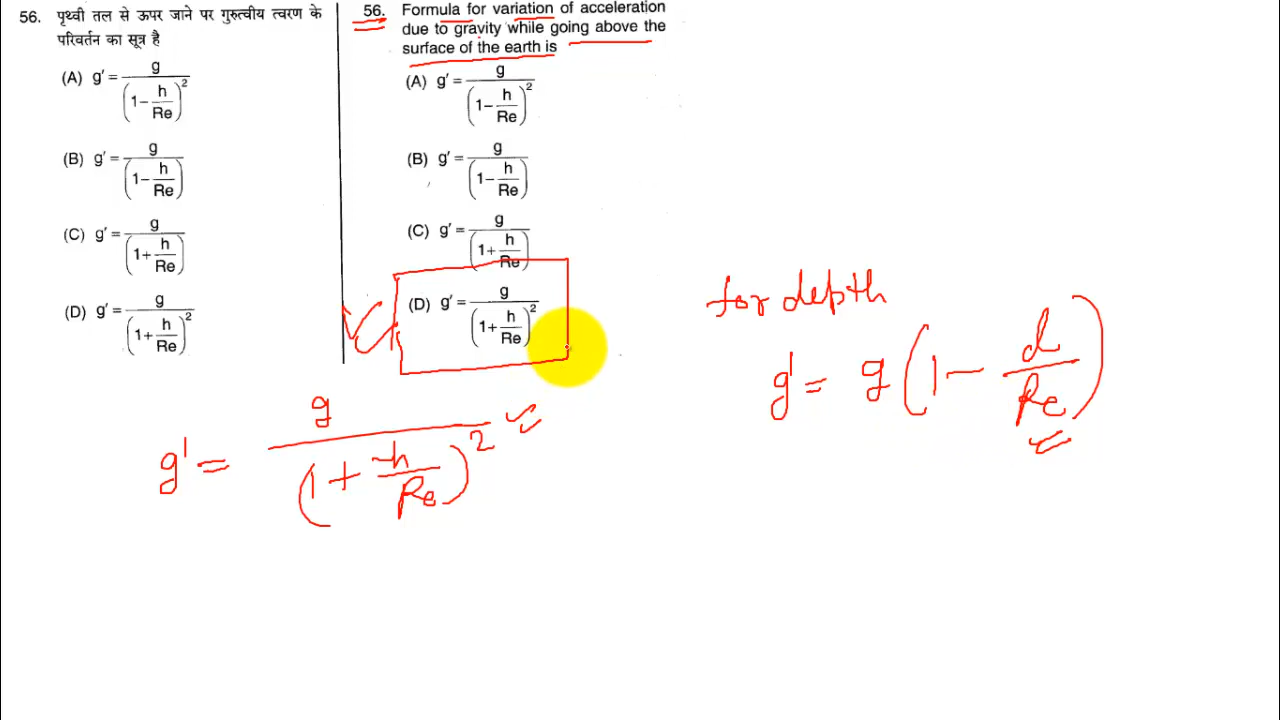 56. पृथ्वी तल से ऊपर जाने पर गुरुत्वीय त्वरण के
परिवर्तन का सूत्र है
(A) g' = g / (1 − h/Re)²
(B) g' = g / (1 − h/Re)
(C) g' = g / (1 + h/Re)
(D) g' = g / (1 + h/Re)²
56. Formula for variation of acceleration
due to gravity while going above the
surface of the earth is
(A) g' = g / (1 − h/Re)²
(B) g' = g / (1 − h/Re)
(C) g' = g / (1 + h/Re)
(D) g' = g / (1 + h/Re)²
g' = g / (1 + h/Re)²
for depth
g' = g (1 − d/Re)